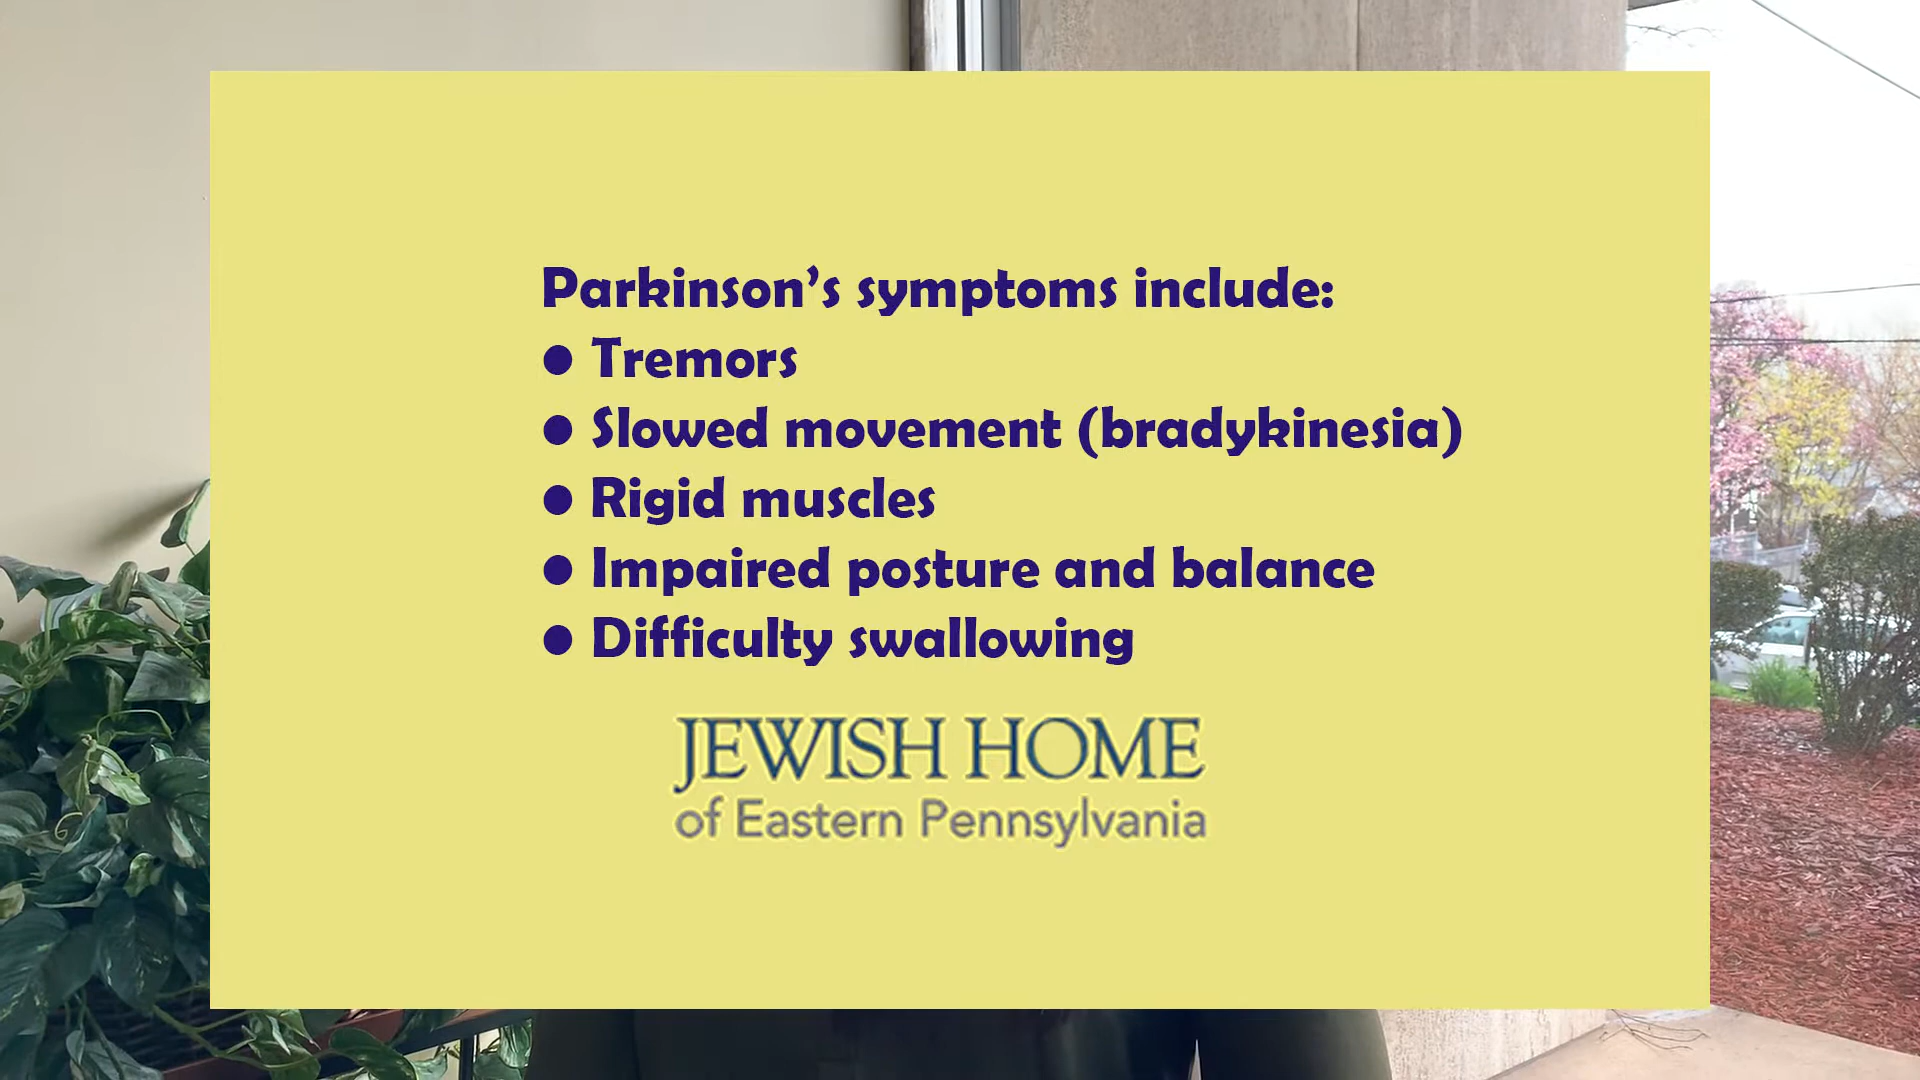 Parkinson’s symptoms include:
● Tremors
● Slowed movement (bradykinesia)
● Rigid muscles
● Impaired posture and balance
● Difficulty swallowing
JEWISH HOME
of Eastern Pennsylvania